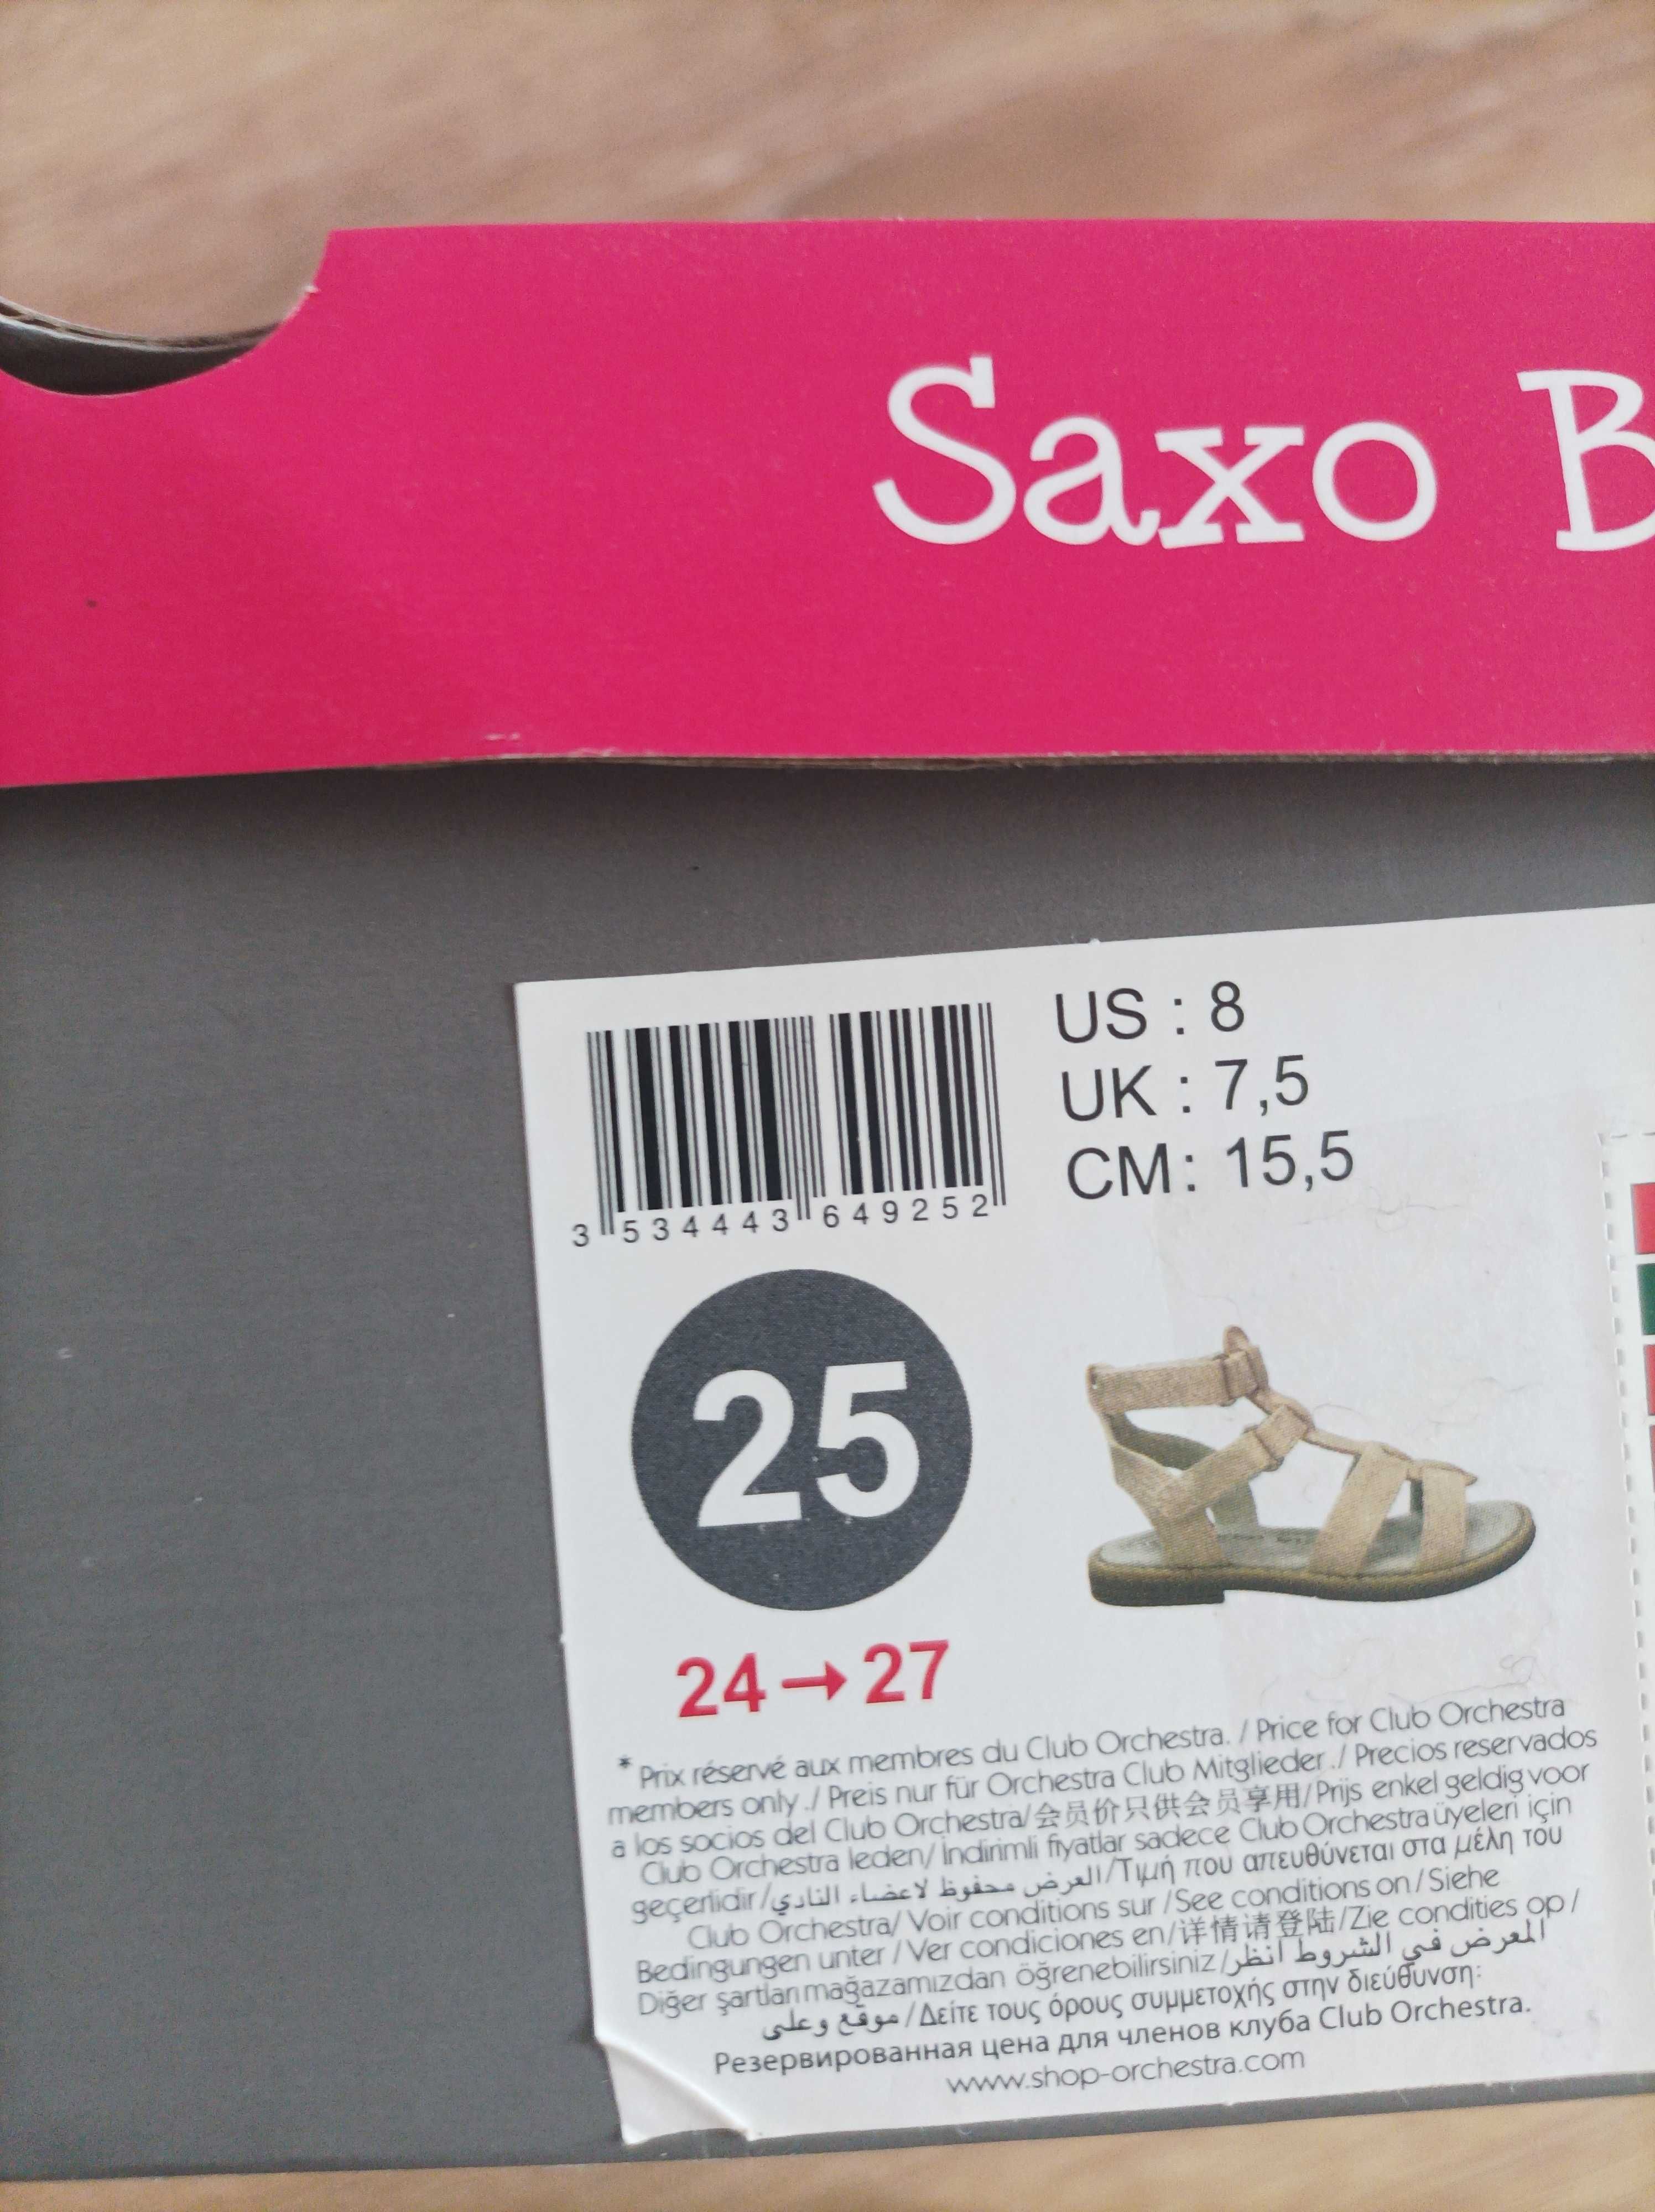 Saxo B
US : 8
UK : 7,5
CM : 15,5
3 534443 649252
25
24→27
* Prix réservé aux membres du Club Orchestra. / Price for Club Orchestra
members only ./ Preis nur für Orchestra Club Mitglieder ./ Precios reservados
a los socios del Club Orchestra/会员价只供会员享用/Prijs enkel geldig voor
Club Orchestra leden/ İndirimli fiyatlar sadece Club Orchestra üyeleri için
geçerlidir/العرض محفوظ لاعضاء النادي/Τιμή που απευθύνεται στα μέλη του
Club Orchestra/ Voir conditions sur /See conditions on/Siehe
Bedingungen unter / Ver condiciones en/详情请登陆/Zie condities op /
Diğer şartları mağazamızdan öğrenebilirsiniz/المعرض في الشروط انظر
موقع وعلى/Δείτε τους όρους συμμετοχής στην διεύθυνση:
Резервированная цена для членов клуба Club Orchestra.
www.shop-orchestra.com